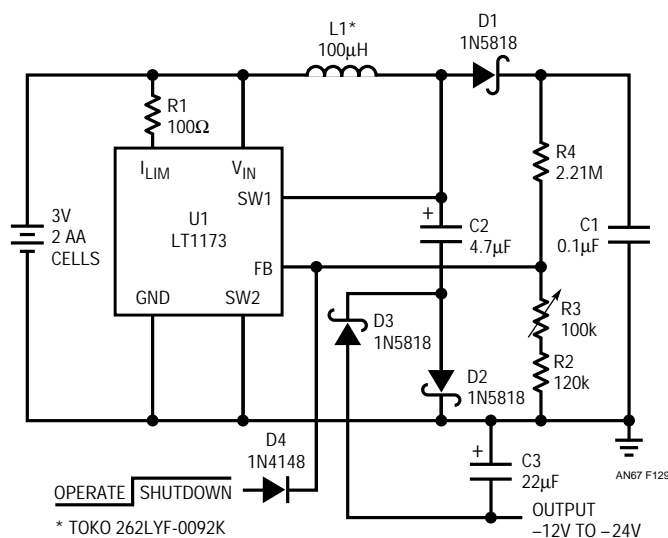 L1*
100µH
D1
1N5818
R1
100Ω
I_LIM
V_IN
SW1
U1
LT1173
FB
GND
SW2
3V
2 AA
CELLS
+
C2
4.7µF
R4
2.21M
C1
0.1µF
D3
1N5818
R3
100k
R2
120k
D2
1N5818
D4
1N4148
OPERATE
SHUTDOWN
+
C3
22µF
AN67 F129
OUTPUT
–12V TO –24V
* TOKO 262LYF-0092K